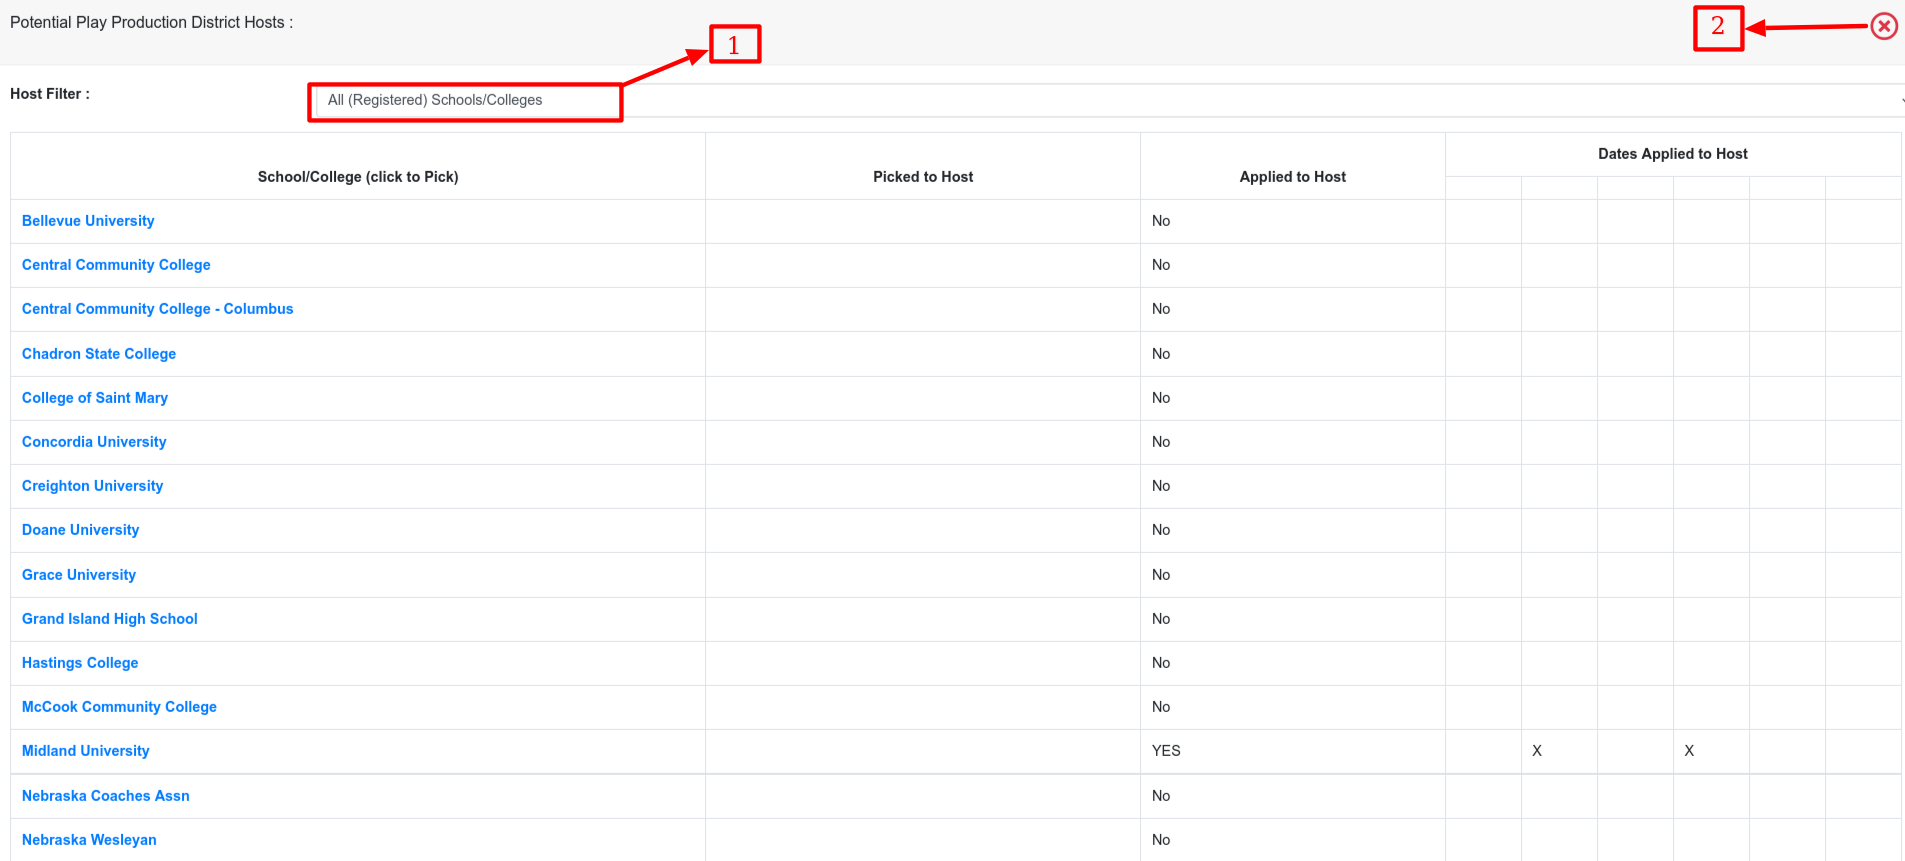 Potential Play Production District Hosts :
1
2
Host Filter :
All (Registered) Schools/Colleges
School/College (click to Pick) Picked to Host Applied to Host Dates Applied to Host
Bellevue University No
Central Community College No
Central Community College - Columbus No
Chadron State College No
College of Saint Mary No
Concordia University No
Creighton University No
Doane University No
Grace University No
Grand Island High School No
Hastings College No
McCook Community College No
Midland University YES X X
Nebraska Coaches Assn No
Nebraska Wesleyan No